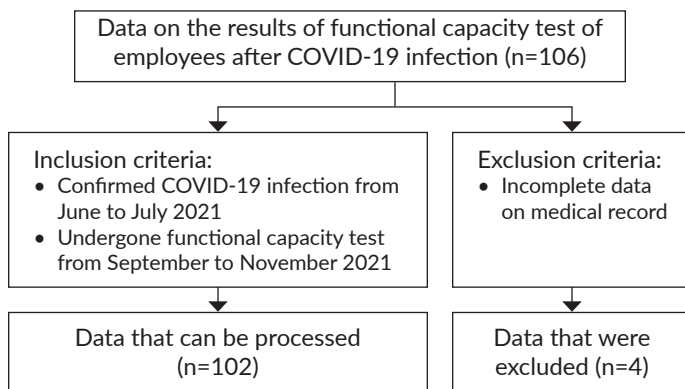 Data on the results of functional capacity test of
employees after COVID-19 infection (n=106)
Inclusion criteria:
• Confirmed COVID-19 infection from
June to July 2021
• Undergone functional capacity test
from September to November 2021
Exclusion criteria:
• Incomplete data
on medical record
Data that can be processed
(n=102)
Data that were
excluded (n=4)